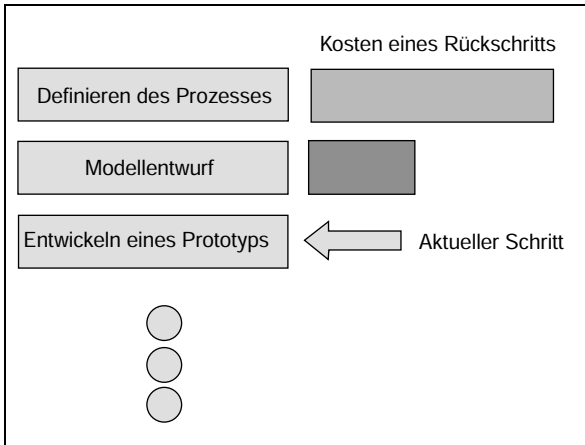 Kosten eines Rückschritts
Definieren des Prozesses
Modellentwurf
Entwickeln eines Prototyps
Aktueller Schritt